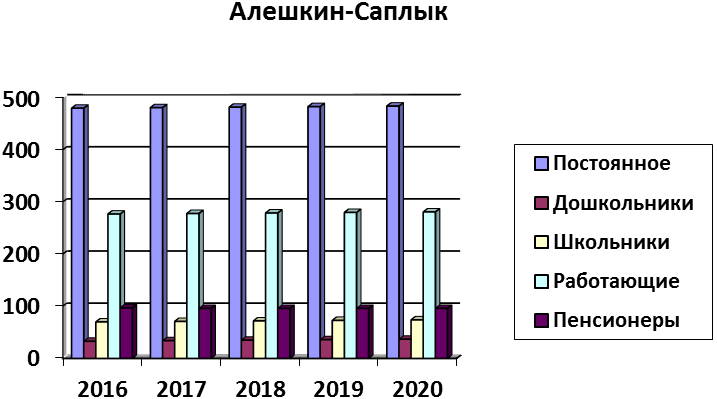 Алешкин-Саплык
500
400
300
200
100
0
2016 2017 2018 2019 2020
Постоянное
Дошкольники
Школьники
Работающие
Пенсионеры